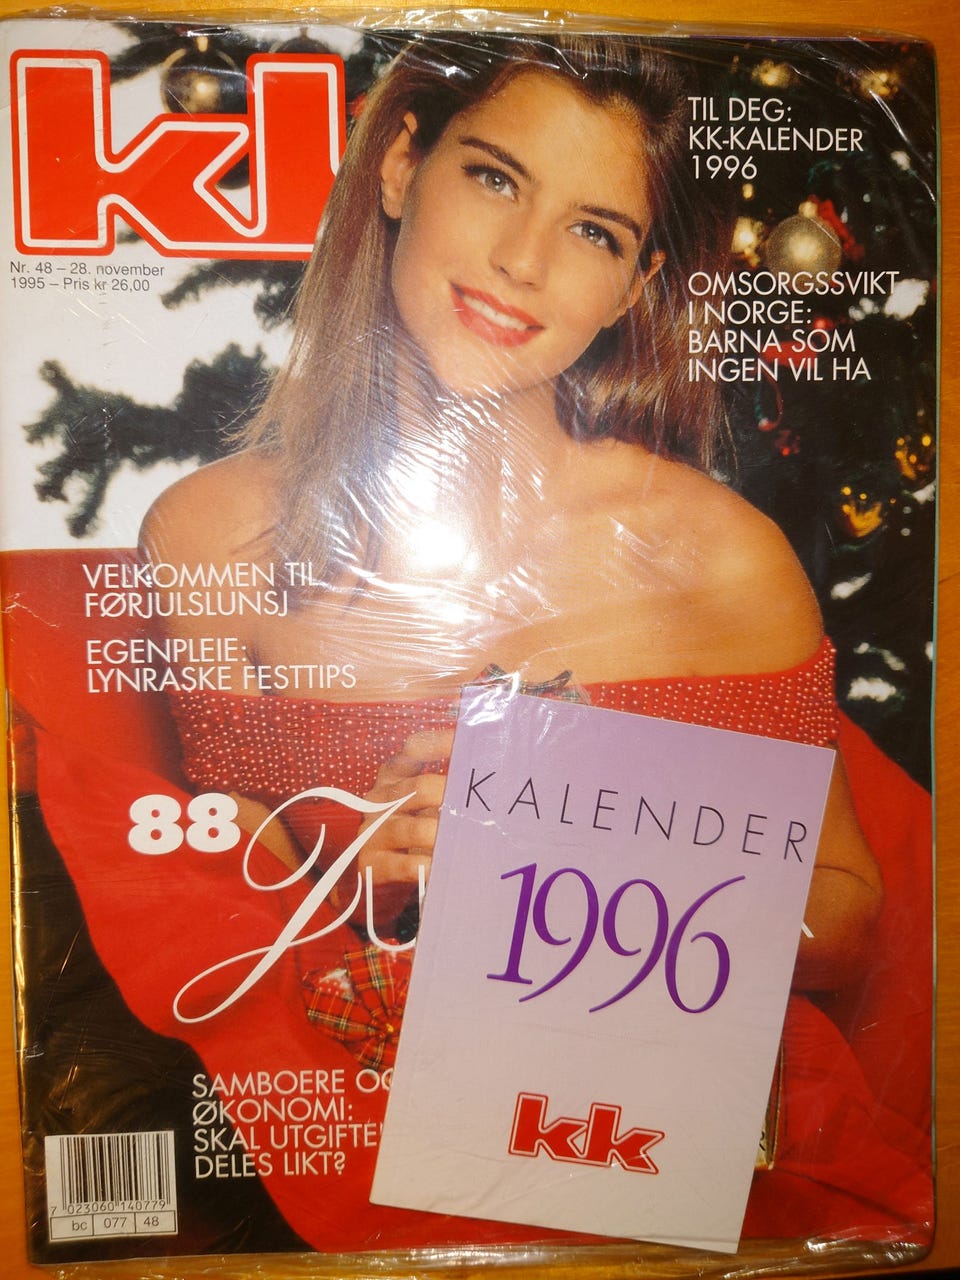 kk
Nr. 48 – 28. november
1995 – Pris kr 26,00
TIL DEG:
KK-KALENDER
1996
OMSORGSSVIKT
I NORGE:
BARNA SOM
INGEN VIL HA
VELKOMMEN TIL
FØRJULSLUNSJ
EGENPLEIE:
LYNRASKE FESTTIPS
88
SAMBOERE
ØKONOMI:
SKAL
DELES LIKT?
KALENDER
1996
kk
7 023060 140779
bc 077 48